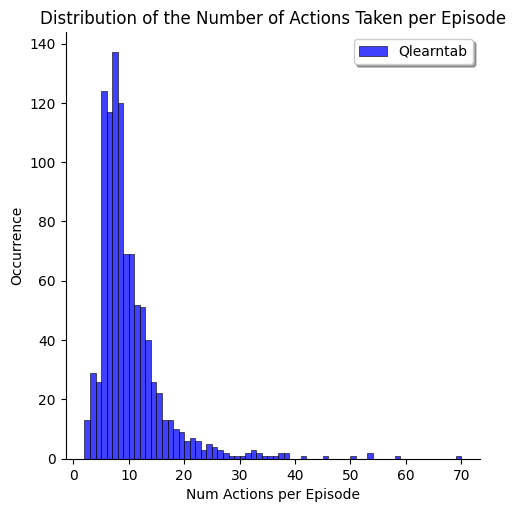 Distribution of the Number of Actions Taken per Episode
Qlearntab
140
120
100
80
60
40
20
0
Occurrence
0 10 20 30 40 50 60 70
Num Actions per Episode